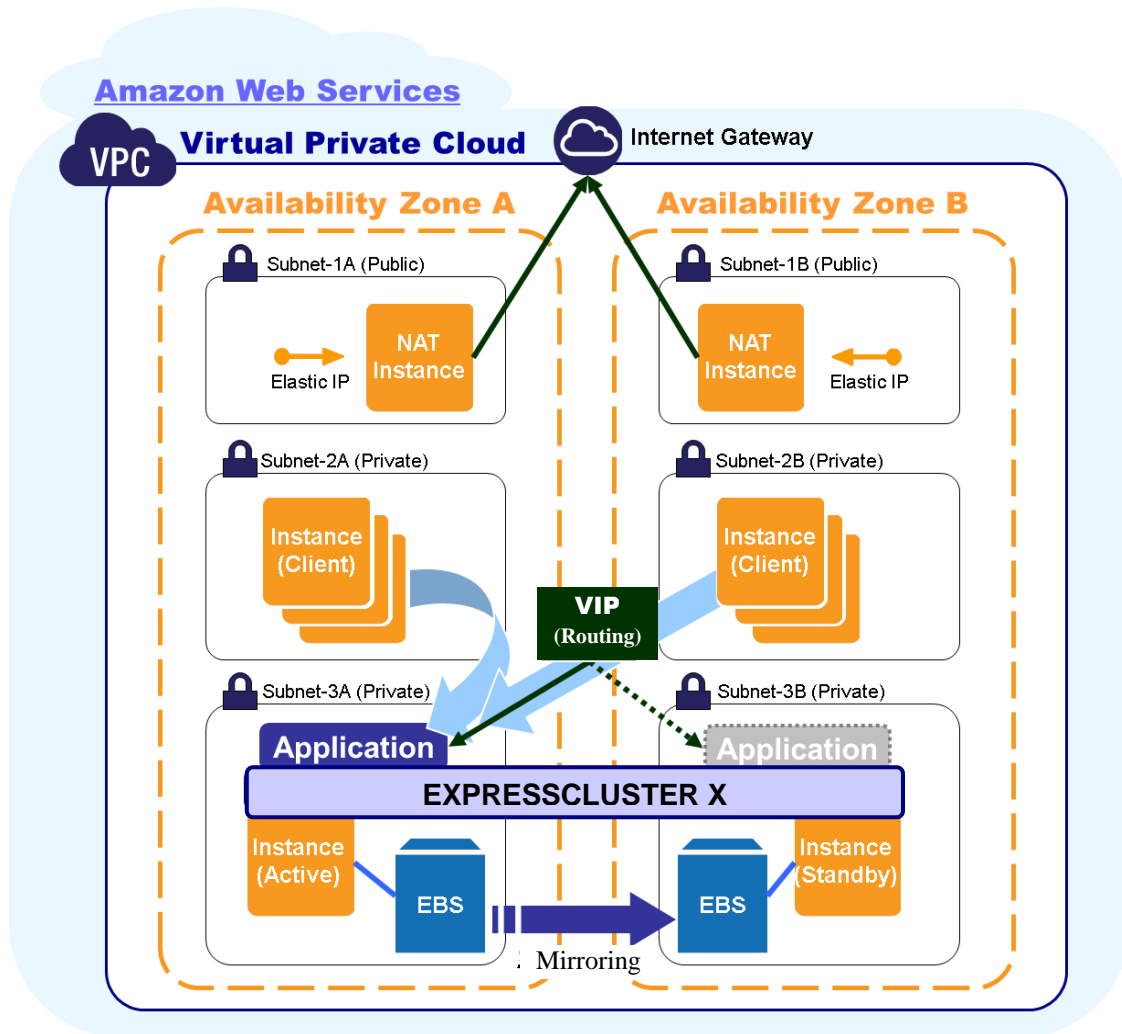 Amazon Web Services
VPC
Virtual Private Cloud
Internet Gateway
Availability Zone A
Availability Zone B
Subnet-1A (Public)
NAT
Instance
Elastic IP
Subnet-1B (Public)
NAT
Instance
Elastic IP
Subnet-2A (Private)
Instance
(Client)
Subnet-2B (Private)
Instance
(Client)
VIP
(Routing)
Subnet-3A (Private)
Application
Subnet-3B (Private)
Application
EXPRESSCLUSTER X
Instance
(Active)
EBS
EBS
Instance
(Standby)
Mirroring